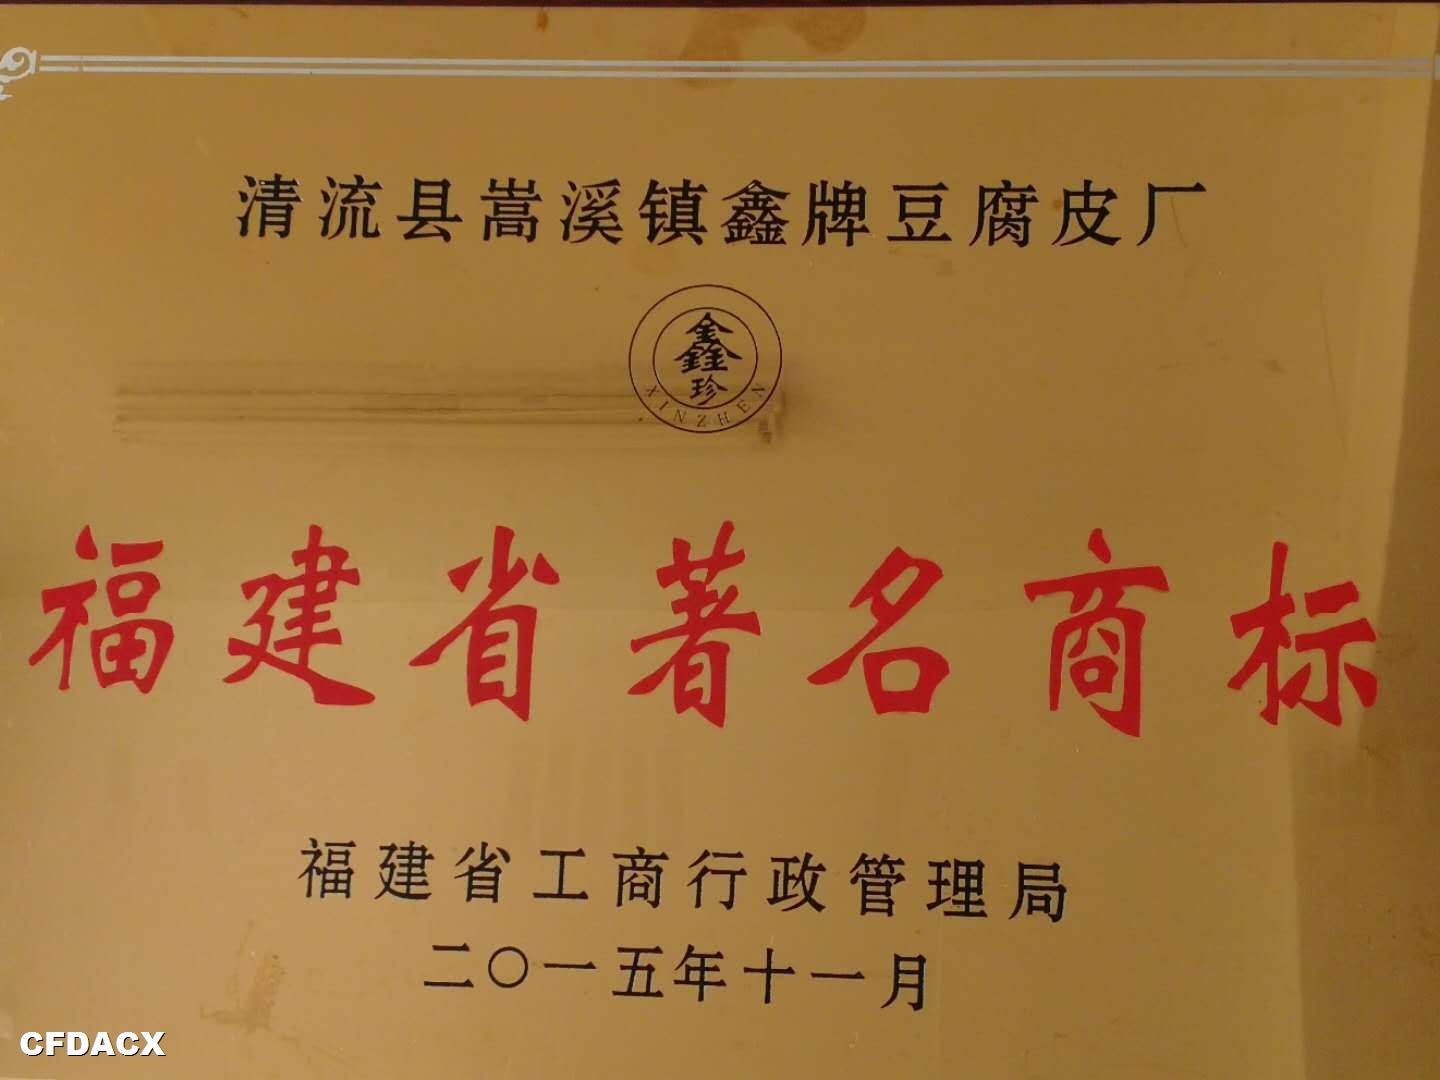 清流县嵩溪镇鑫牌豆腐皮厂
鑫
珍
XINZHEN
福建省著名商标
福建省工商行政管理局
二〇一五年十一月
CFDACX